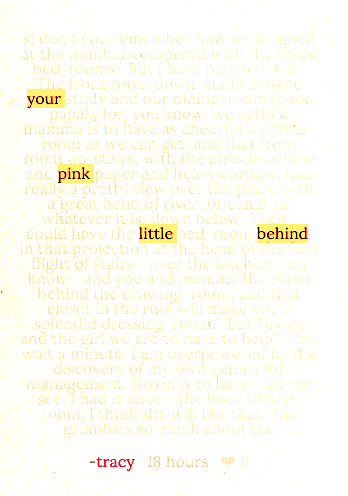 s; don't you remember how we laughed
at the number compared with the three
bed-rooms? But I have planned it all.
The front room down-stairs is to be
your study and our dining-room (poor
papa!), for, you know, we settled
mamma is to have as cheerful a sitting-
room as we can get; and that front
room up-stairs, with the atrocious blue
and pink paper and heavy cornice, had
really a pretty view over the plain, with
a great bend of river, or canal, or
whatever it is, down below. Then I
could have the little bed-room behind
in that projection at the head of the first
flight of stairs—over the kitchen, you
know—and you and mamma the room
behind the drawing-room, and that
closet in the roof will make you a
splendid dressing-room." "But Dixon,
and the girl we are to have to help?" "Oh,
wait a minute. I am overpowered by the
discovery of my own genius for
management. Dixon is to have—let me
see, I had it once—the back sitting-
room. I think she will like that. She
grumbles so much about the
-tracy 18 hours 0